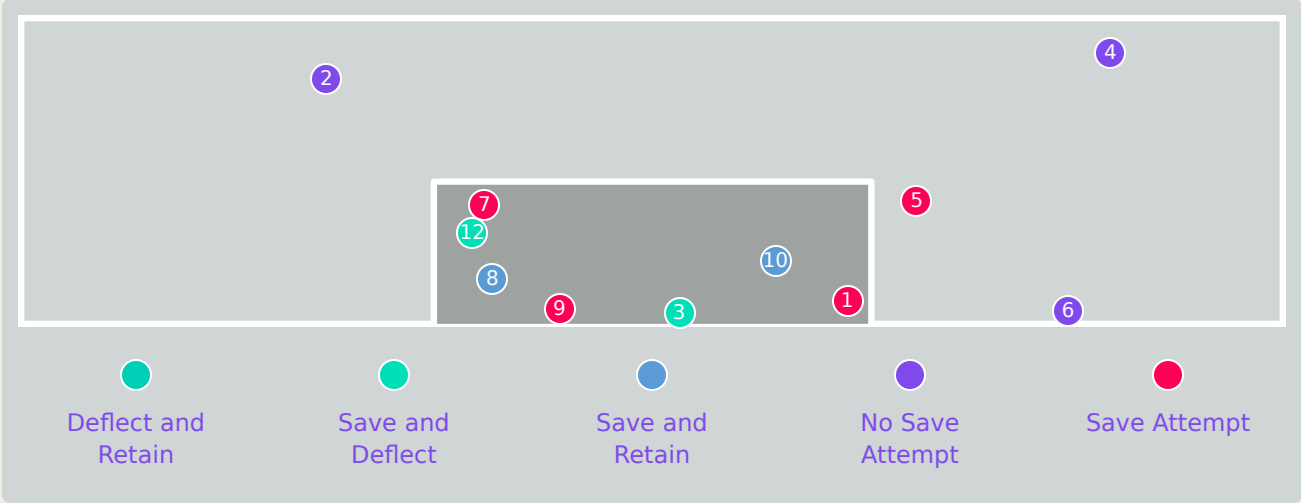 4
2
5
7
12
10
8
1
9
6
3
Deflect and
Retain
Save and
Deflect
Save and
Retain
No Save
Attempt
Save Attempt